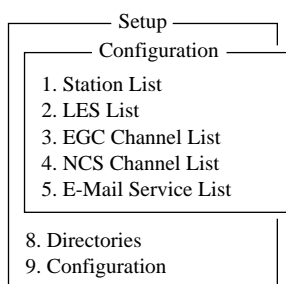 Setup
Configuration
1. Station List
2. LES List
3. EGC Channel List
4. NCS Channel List
5. E-Mail Service List
8. Directories
9. Configuration